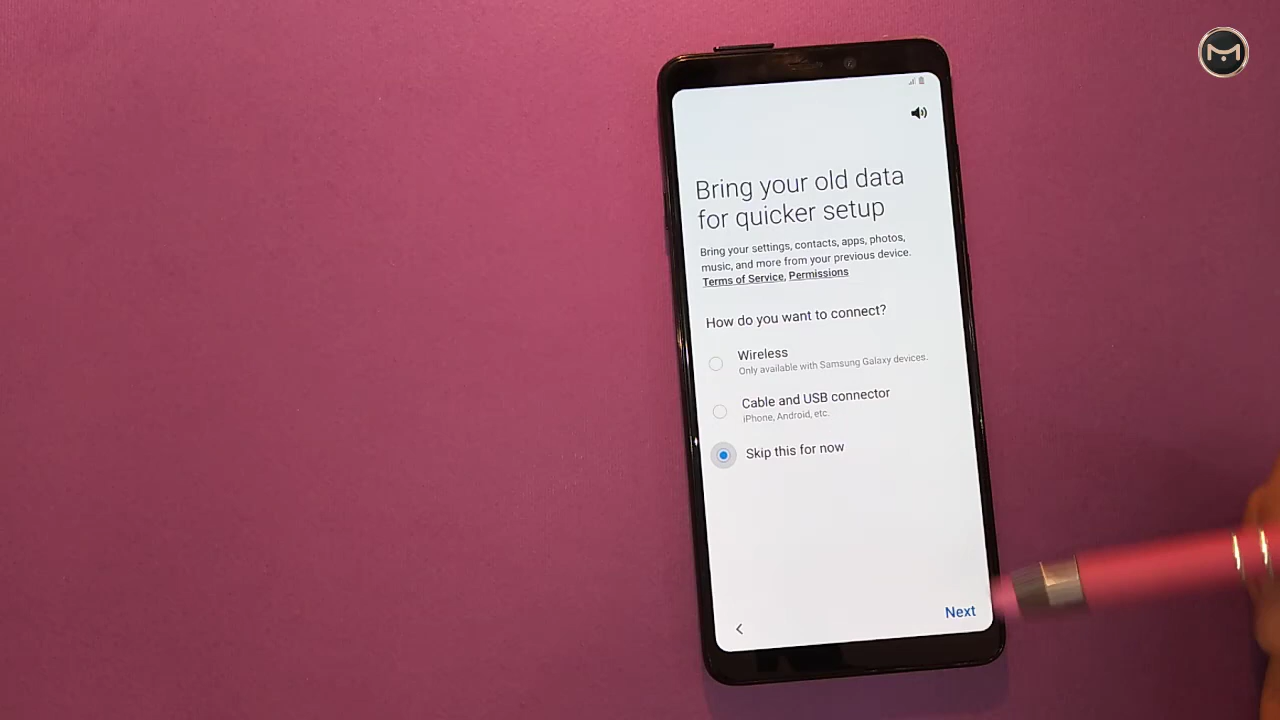 Bring your old data
for quicker setup
Bring your settings, contacts, apps, photos,
music, and more from your previous device.
Terms of Service, Permissions
How do you want to connect?
Wireless
Only available with Samsung Galaxy devices.
Cable and USB connector
iPhone, Android, etc.
Skip this for now
Next